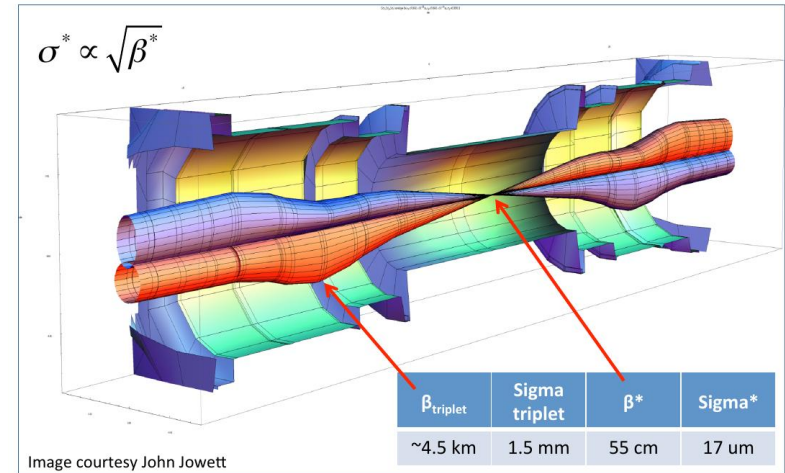 σ* ∝ √β*
β_triplet Sigma triplet β* Sigma*
~4.5 km 1.5 mm 55 cm 17 um
Image courtesy John Jowett